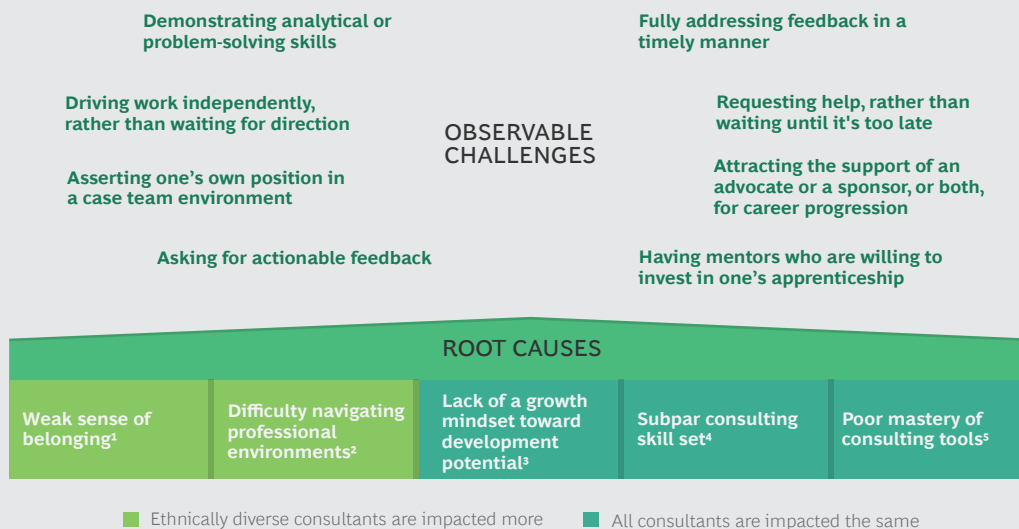 Demonstrating analytical or
problem-solving skills
Fully addressing feedback in a
timely manner
Driving work independently,
rather than waiting for direction
OBSERVABLE
CHALLENGES
Requesting help, rather than
waiting until it's too late
Asserting one's own position in
a case team environment
Attracting the support of an
advocate or a sponsor, or both,
for career progression
Asking for actionable feedback
Having mentors who are willing to
invest in one's apprenticeship
ROOT CAUSES
Weak sense of
belonging¹
Difficulty navigating
professional
environments²
Lack of a growth
mindset toward
development
potential³
Subpar consulting
skill set⁴
Poor mastery of
consulting tools⁵
Ethnically diverse consultants are impacted more
All consultants are impacted the same